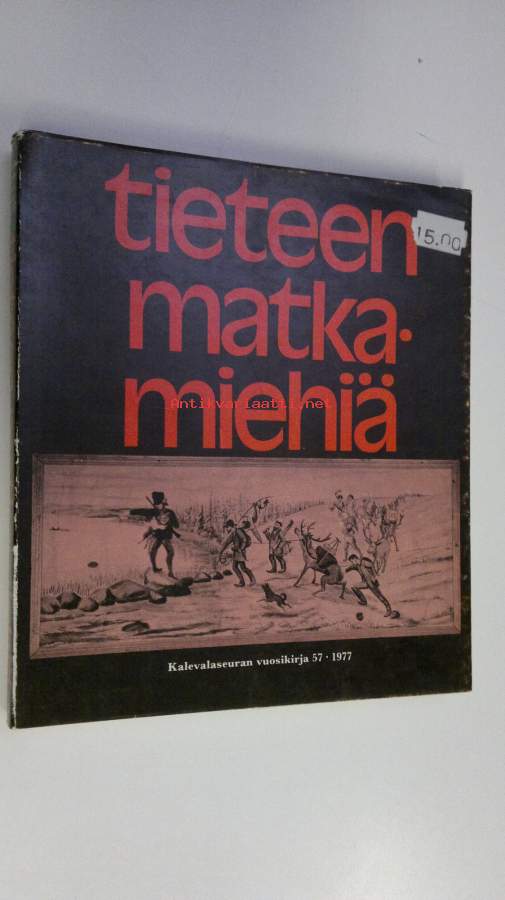 tieteen
15.00
matka-
miehiä
Antikvariaatti.net
Kalevalaseuran vuosikirja 57 · 1977